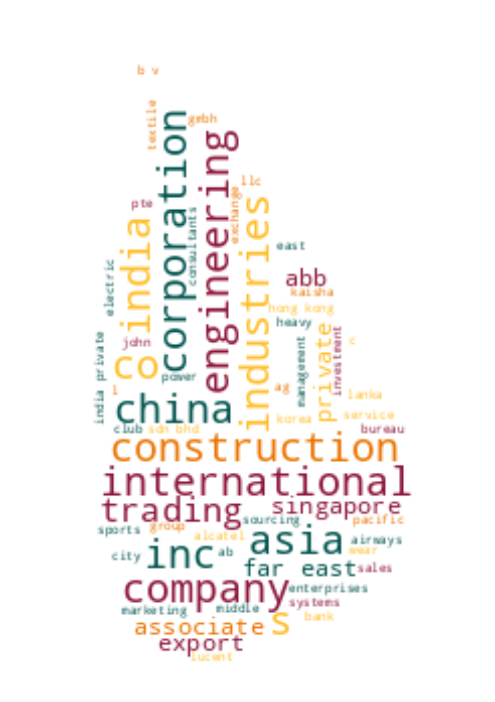 b v
textile
gmbh
corporation
engineering
llc
exchange
pte
india
consultants
industries
east
electric
abb
kaisha
hong kong
heavy
india private
john
co
power
management
private
investment
c
l
ag
lanka
china
korea
service
club
sdn bhd
bureau
construction
international
trading
singapore
sports
group
sourcing
pacific
alcatel
asia
airways
city
inc
ab
wear
far east
sales
company
enterprises
marketing
middle
systems
associate
s
bank
export
lucent